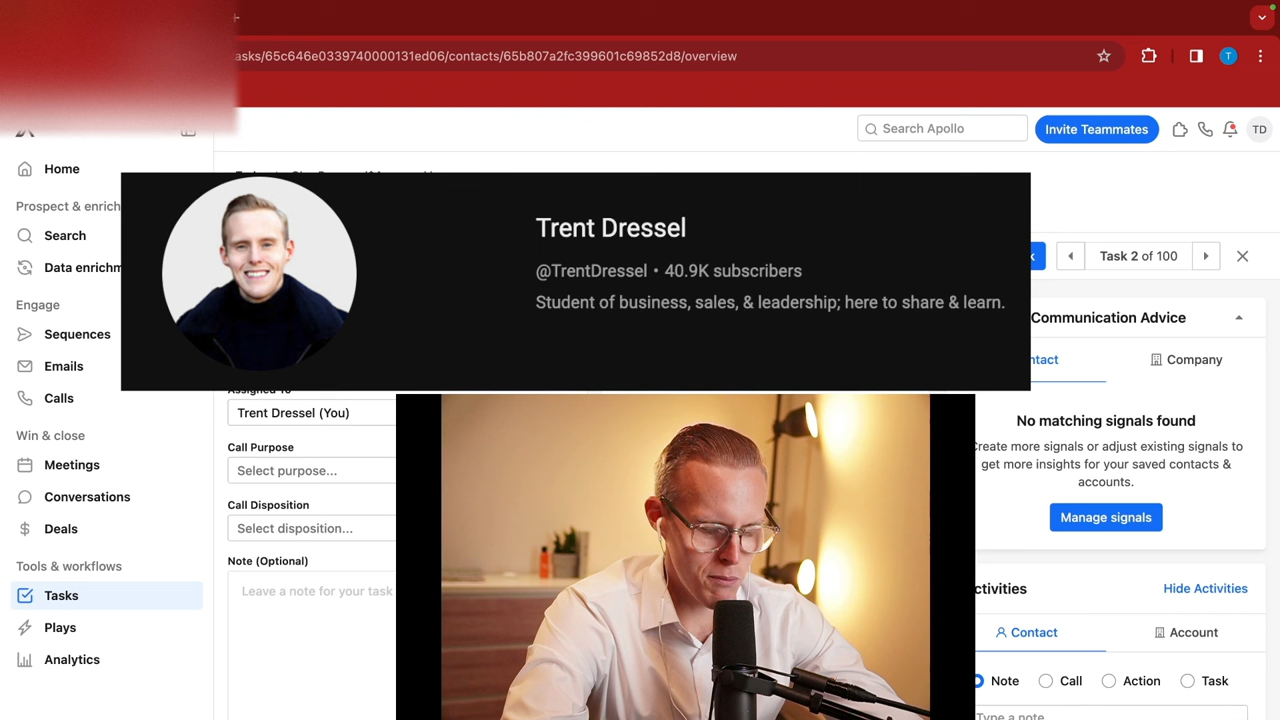 asks/65c646e0339740000131ed06/contacts/65b807a2fc399601c69852d8/overview
T
Search Apollo
Invite Teammates
TD
Home
Prospect & enrich
Search
Data enrichm
Engage
Sequences
Emails
Calls
Win & close
Meetings
Conversations
Deals
Tools & workflows
Tasks
Plays
Analytics
Trent Dressel
@TrentDressel • 40.9K subscribers
Student of business, sales, & leadership; here to share & learn.
Task 2 of 100
Trent Dressel (You)
Call Purpose
Select purpose...
Call Disposition
Select disposition...
Note (Optional)
Leave a note for your task
Communication Advice
ntact
Company
No matching signals found
Create more signals or adjust existing signals to
get more insights for your saved contacts &
accounts.
Manage signals
ctivities
Hide Activities
Contact
Account
Note
Call
Action
Task
Type a note